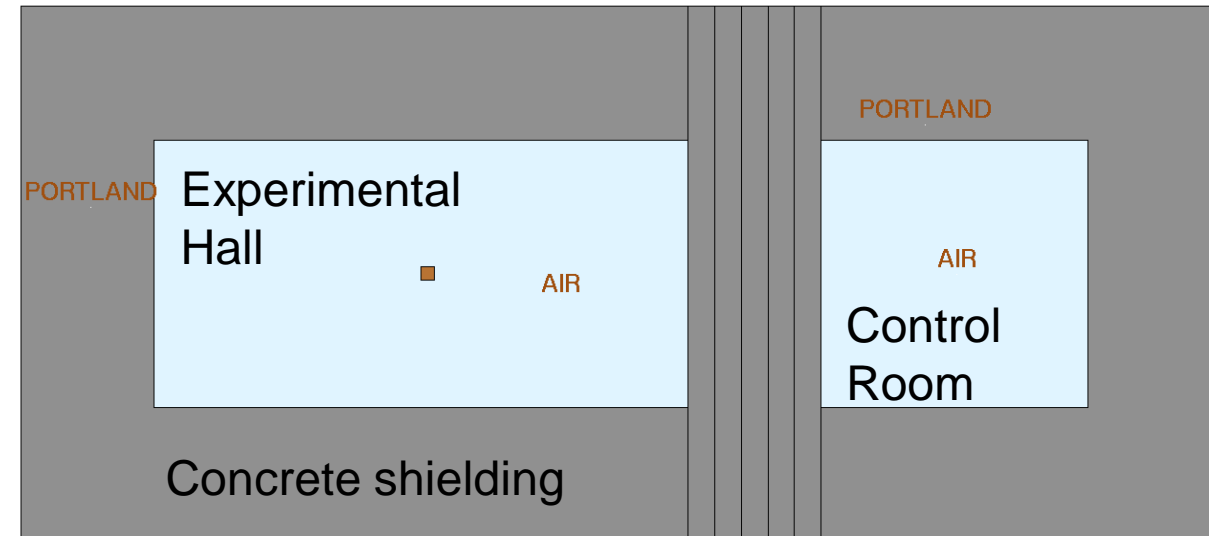 PORTLAND
PORTLAND
Experimental
Hall
AIR
AIR
Control
Room
Concrete shielding